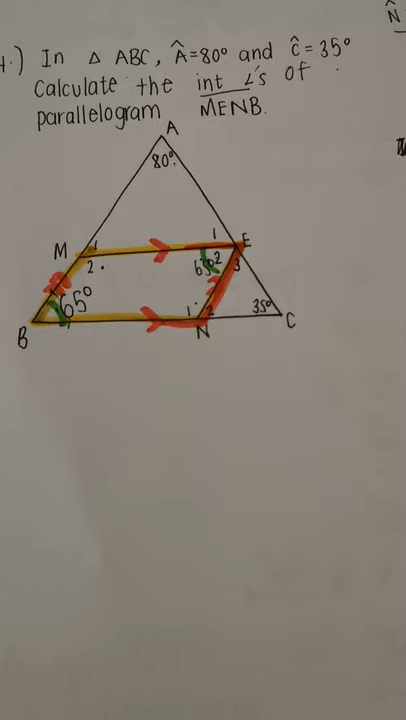 4.) In △ ABC, Â=80° and Ĉ=35°.
Calculate the int ∠'s of
parallelogram MENB.
N̂
A
80°
M 1 1 E
2. 65° 2 3
65°
1 2 35°
B N C